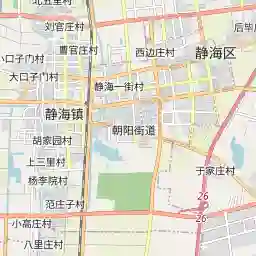 北五里村
刘官庄村
后毕庄
曹官庄村
西边庄村
静海区
小口子门村
大口子门村
静海一街村
静海镇
朝阳街道
胡家园村
上三里村
于家庄村
杨李院村
26
26
范庄子村
小高庄村
八里庄村